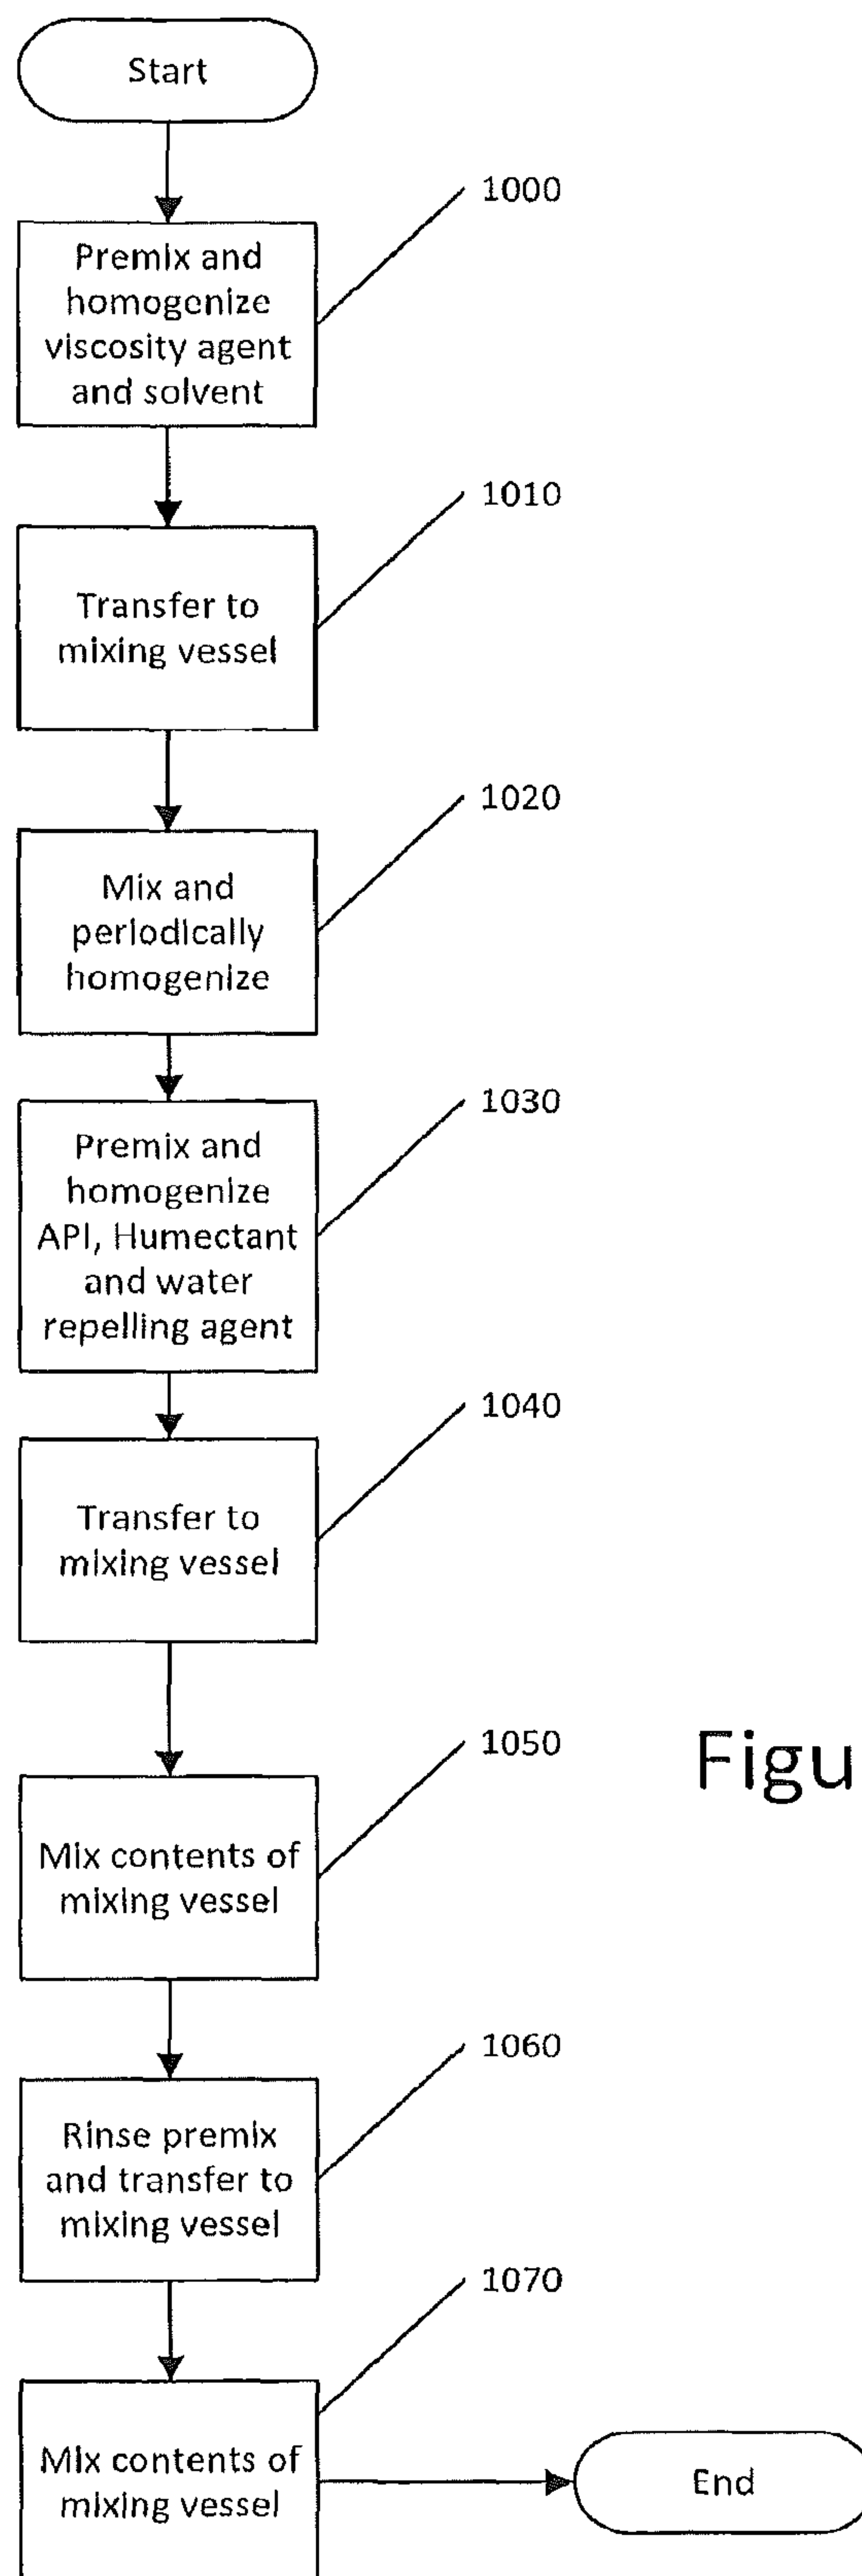 Start
1000
Premix and
homogenize
viscosity agent
and solvent
1010
Transfer to
mixing vessel
1020
Mix and
periodically
homogenize
1030
Premix and
homogenize
API, Humectant
and water
repelling agent
1040
Transfer to
mixing vessel
1050
Figu
Mix contents of
mixing vessel
1060
Rinse premix
and transfer to
mixing vessel
1070
Mix contents of
mixing vessel
End